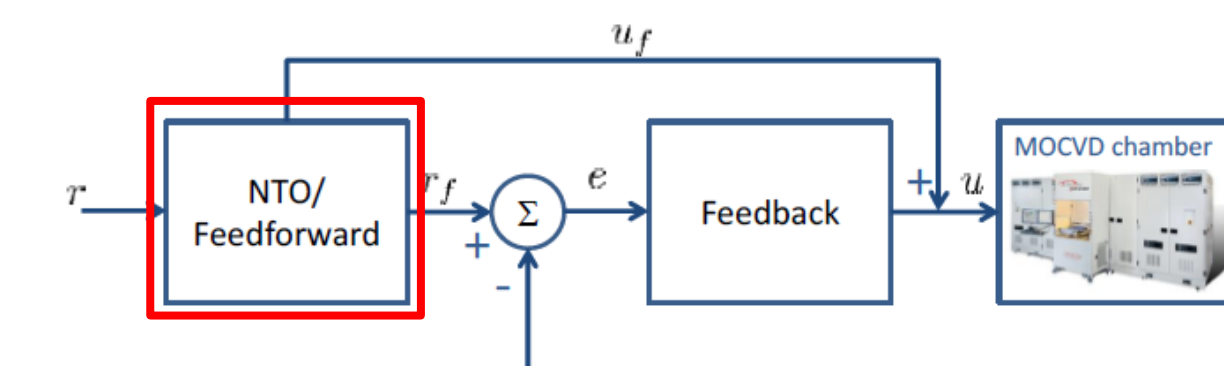 u_f
MOCVD chamber
r
NTO/
Feedforward
r_f
+
-
Σ
e
Feedback
+
u